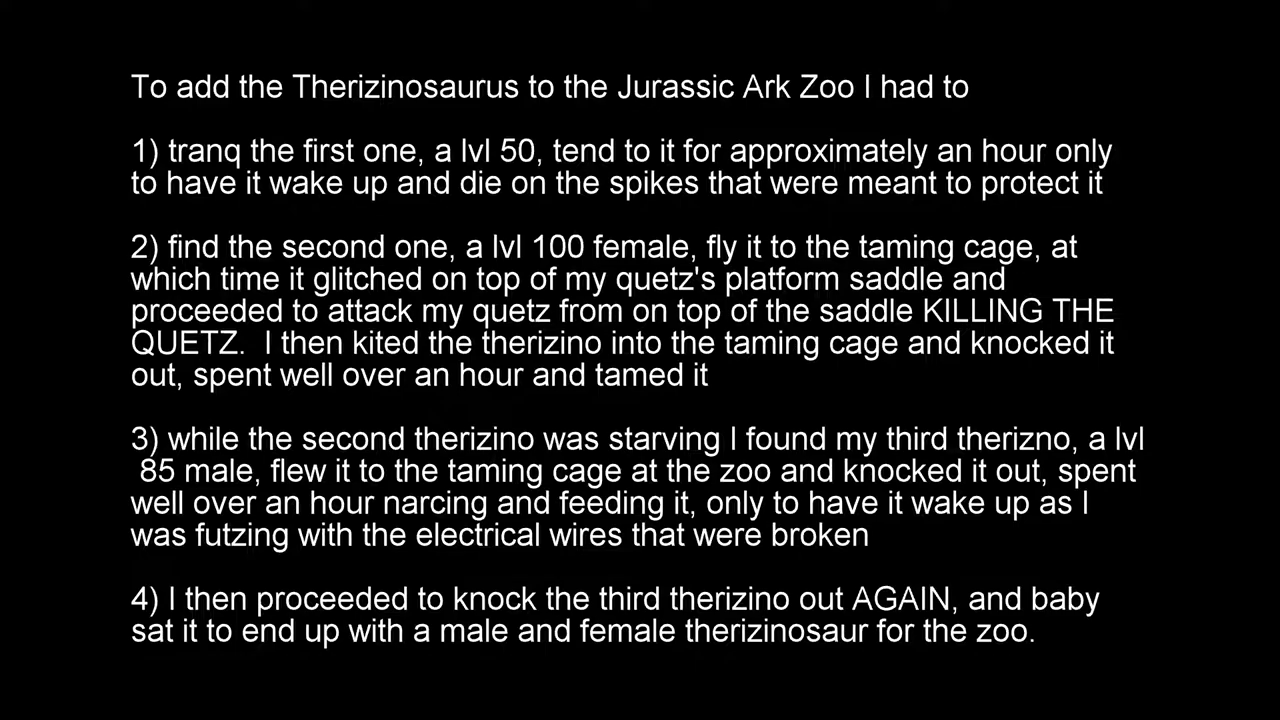 To add the Therizinosaurus to the Jurassic Ark Zoo I had to
1) tranq the first one, a lvl 50, tend to it for approximately an hour only
to have it wake up and die on the spikes that were meant to protect it
2) find the second one, a lvl 100 female, fly it to the taming cage, at
which time it glitched on top of my quetz's platform saddle and
proceeded to attack my quetz from on top of the saddle KILLING THE
QUETZ.  I then kited the therizino into the taming cage and knocked it
out, spent well over an hour and tamed it
3) while the second therizino was starving I found my third therizno, a lvl
85 male, flew it to the taming cage at the zoo and knocked it out, spent
well over an hour narcing and feeding it, only to have it wake up as I
was futzing with the electrical wires that were broken
4) I then proceeded to knock the third therizino out AGAIN, and baby
sat it to end up with a male and female therizinosaur for the zoo.